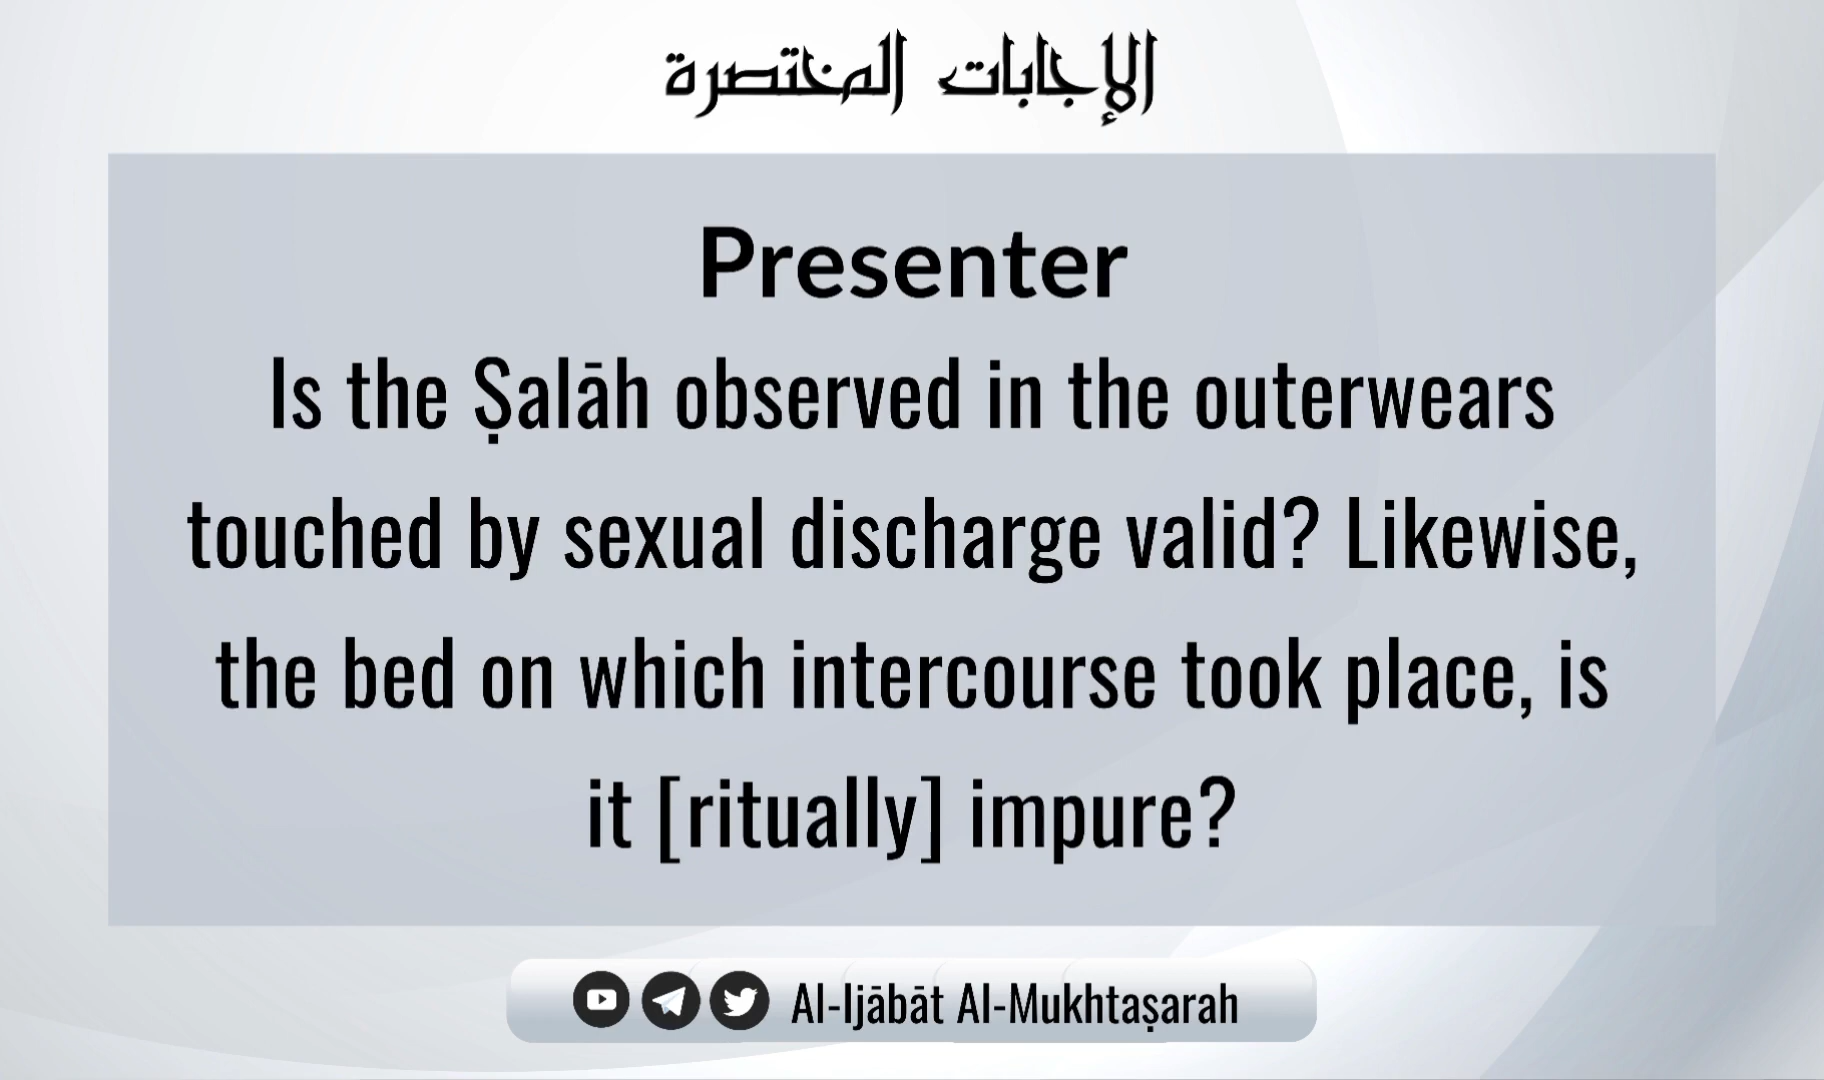 الإجابات المختصرة
Presenter
Is the Ṣalāh observed in the outerwears
touched by sexual discharge valid? Likewise,
the bed on which intercourse took place, is
it [ritually] impure?
Al-Ijābāt Al-Mukhtaṣarah